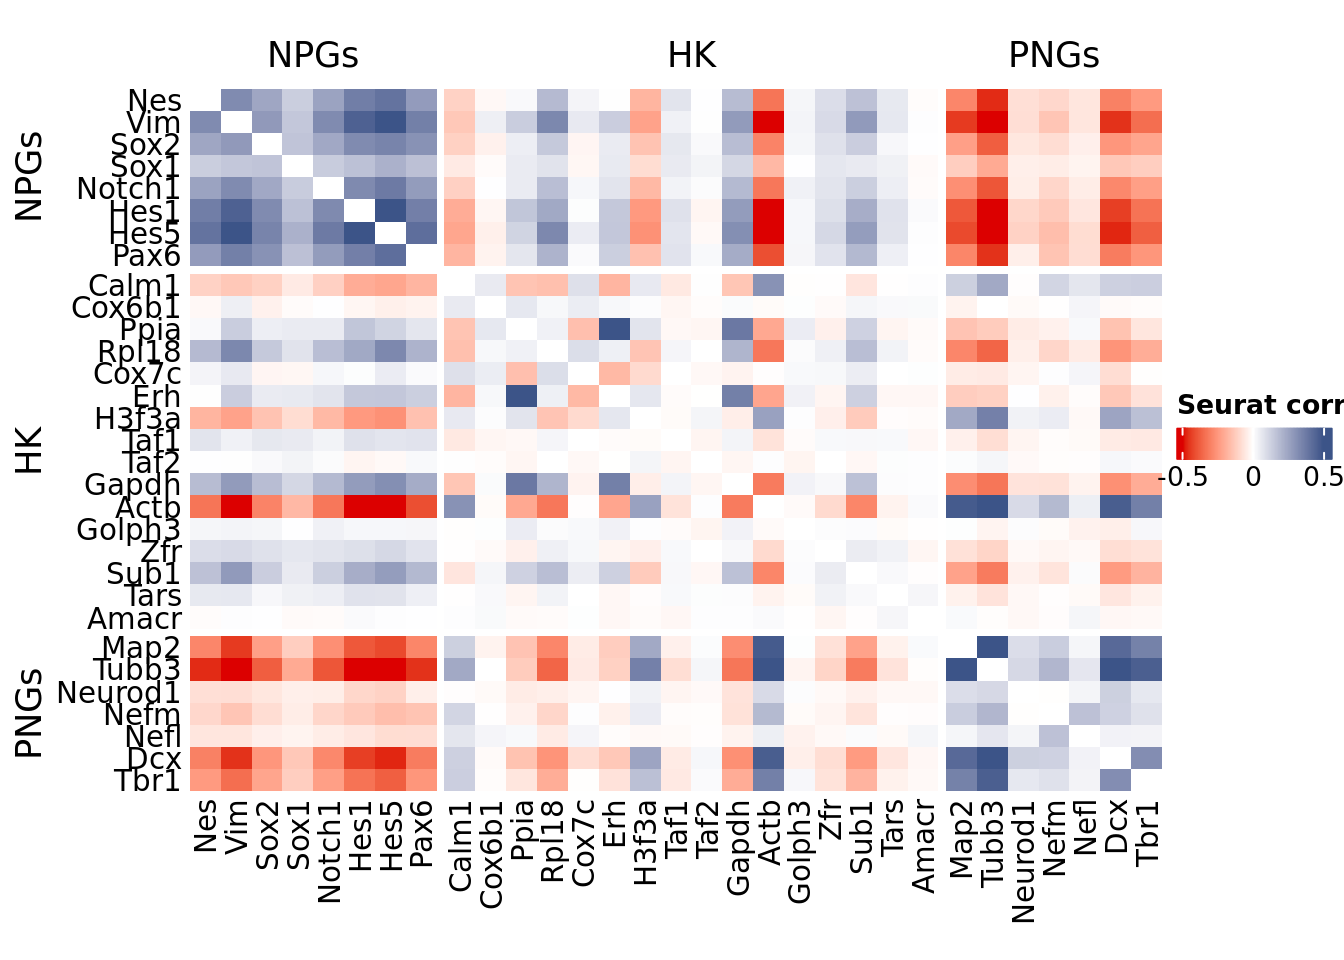 NPGs HK PNGs
NPGs
Nes
Vim
Sox2
Sox1
Notch1
Hes1
Hes5
Pax6
HK
Calm1
Cox6b1
Ppia
Rpl18
Cox7c
Erh
H3f3a
Taf1
Taf2
Gapdh
Actb
Golph3
Zfr
Sub1
Tars
Amacr
PNGs
Map2
Tubb3
Neurod1
Nefm
Nefl
Dcx
Tbr1
Nes Vim Sox2 Sox1 Notch1 Hes1 Hes5 Pax6 Calm1 Cox6b1 Ppia Rpl18 Cox7c Erh H3f3a Taf1 Taf2 Gapdh Actb Golph3 Zfr Sub1 Tars Amacr Map2 Tubb3 Neurod1 Nefm Nefl Dcx Tbr1
Seurat corr
-0.5 0 0.5